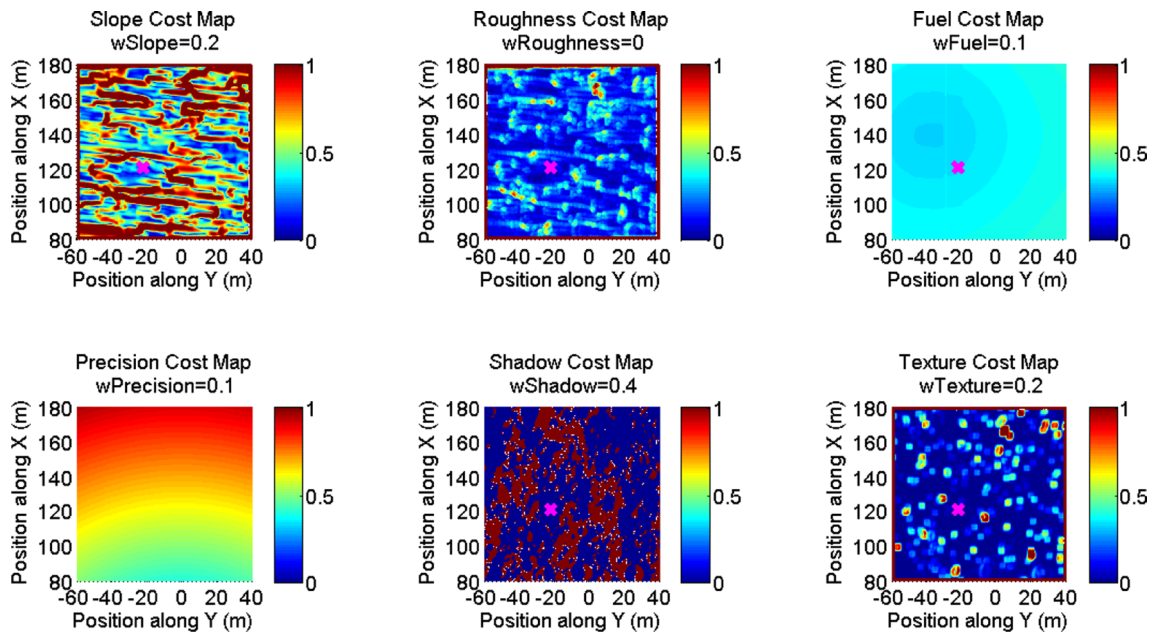 Slope Cost Map
wSlope=0.2
Position along X (m)
180
160
140
120
100
80
-60 -40 -20 0 20 40
Position along Y (m)
1
0.5
0
Roughness Cost Map
wRoughness=0
Position along X (m)
180
160
140
120
100
80
-60 -40 -20 0 20 40
Position along Y (m)
1
0.5
0
Fuel Cost Map
wFuel=0.1
Position along X (m)
180
160
140
120
100
80
-60 -40 -20 0 20 40
Position along Y (m)
1
0.5
0
Precision Cost Map
wPrecision=0.1
Position along X (m)
180
160
140
120
100
80
-60 -40 -20 0 20 40
Position along Y (m)
1
0.5
0
Shadow Cost Map
wShadow=0.4
Position along X (m)
180
160
140
120
100
80
-60 -40 -20 0 20 40
Position along Y (m)
1
0.5
0
Texture Cost Map
wTexture=0.2
Position along X (m)
180
160
140
120
100
80
-60 -40 -20 0 20 40
Position along Y (m)
1
0.5
0